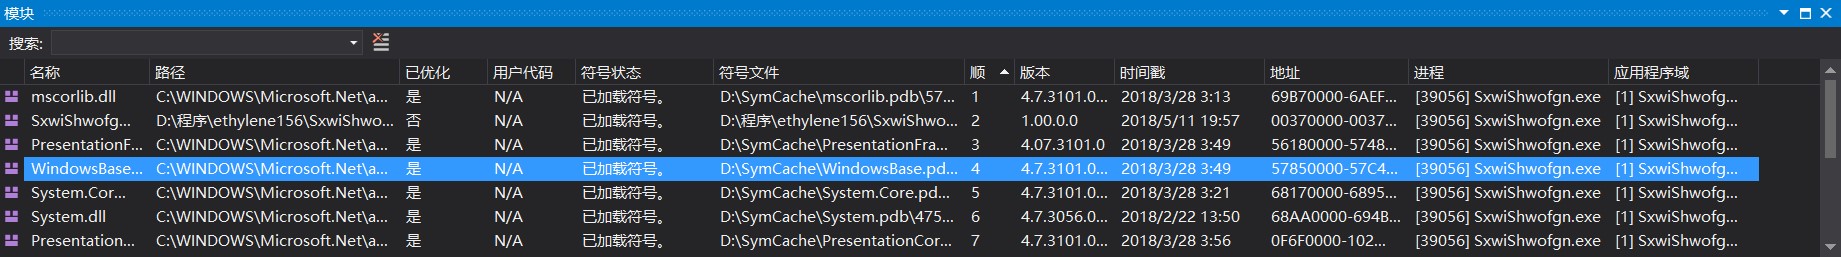 模块
搜索:
名称 路径 已优化 用户代码 符号状态 符号文件 顺 版本 时间戳 地址 进程 应用程序域
mscorlib.dll C:\WINDOWS\Microsoft.Net\a... 是 N/A 已加载符号。 D:\SymCache\mscorlib.pdb\57... 1 4.7.3101.0... 2018/3/28 3:13 69B70000-6AEF... [39056] SxwiShwofgn.exe [1] SxwiShwofg...
SxwiShwofg... D:\程序\ethylene156\SxwiShwo... 否 N/A 已加载符号。 D:\程序\ethylene156\SxwiShwo... 2 1.00.0.0 2018/5/11 19:57 00370000-0037... [39056] SxwiShwofgn.exe [1] SxwiShwofg...
PresentationF... C:\WINDOWS\Microsoft.Net\a... 是 N/A 已加载符号。 D:\SymCache\PresentationFra... 3 4.07.3101.0 2018/3/28 3:49 56180000-5748... [39056] SxwiShwofgn.exe [1] SxwiShwofg...
WindowsBase... C:\WINDOWS\Microsoft.Net\a... 是 N/A 已加载符号。 D:\SymCache\WindowsBase.pd... 4 4.7.3101.0... 2018/3/28 3:49 57850000-57C4... [39056] SxwiShwofgn.exe [1] SxwiShwofg...
System.Cor... C:\WINDOWS\Microsoft.Net\a... 是 N/A 已加载符号。 D:\SymCache\System.Core.pd... 5 4.7.3101.0... 2018/3/28 3:21 68170000-6895... [39056] SxwiShwofgn.exe [1] SxwiShwofg...
System.dll C:\WINDOWS\Microsoft.Net\a... 是 N/A 已加载符号。 D:\SymCache\System.pdb\475... 6 4.7.3056.0... 2018/2/22 13:50 68AA0000-694B... [39056] SxwiShwofgn.exe [1] SxwiShwofg...
Presentation... C:\WINDOWS\Microsoft.Net\a... 是 N/A 已加载符号。 D:\SymCache\PresentationCor... 7 4.7.3101.0... 2018/3/28 3:56 0F6F0000-102... [39056] SxwiShwofgn.exe [1] SxwiShwofg...